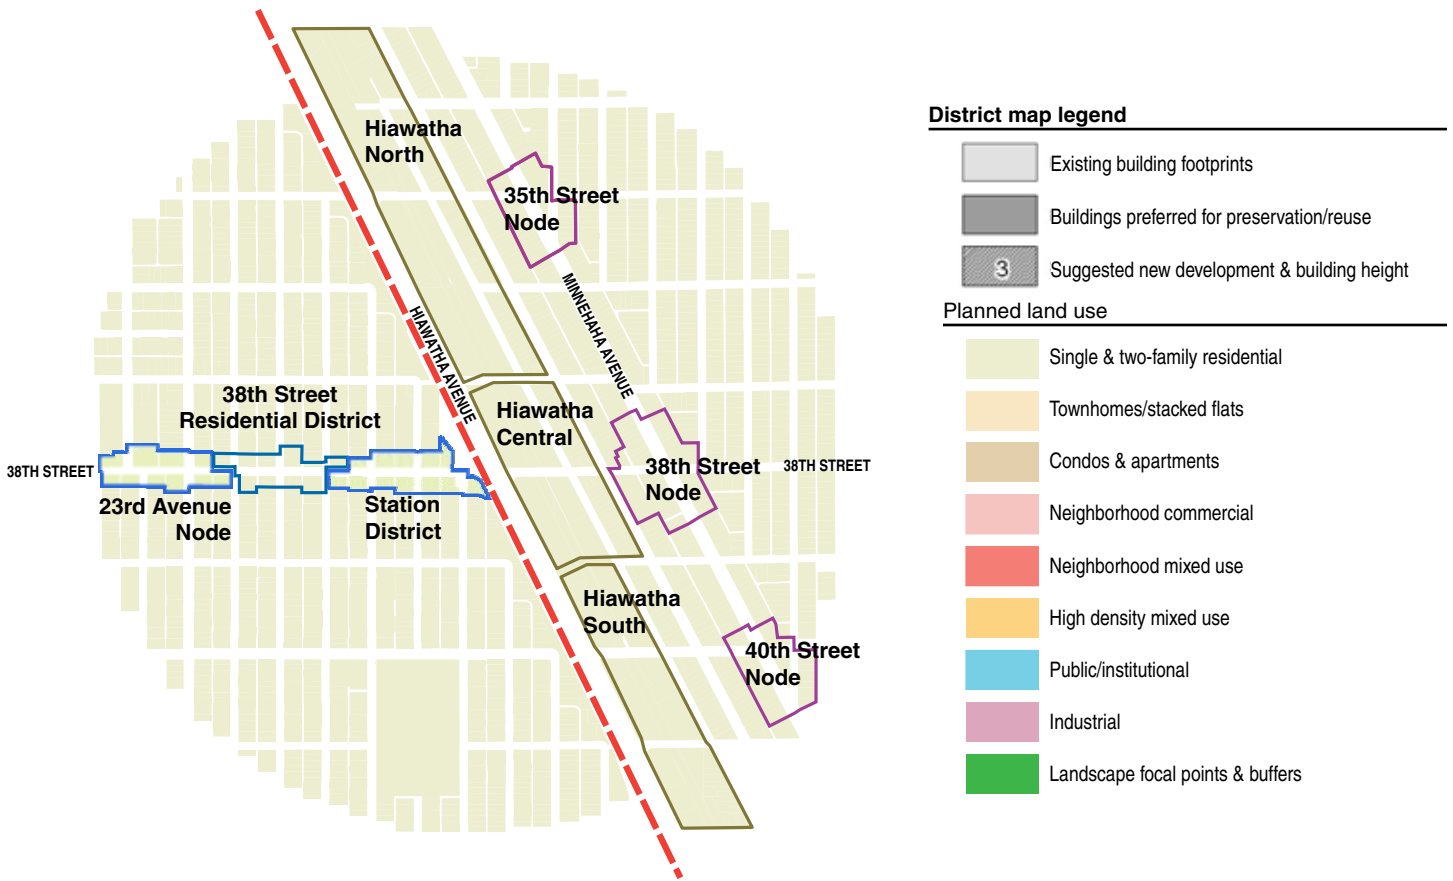 Hiawatha
North
35th Street
Node
MINNEHAHA AVENUE
HIAWATHA AVENUE
38th Street
Residential District
Hiawatha
Central
38TH STREET
38th Street
Node
38TH STREET
23rd Avenue
Node
Station
District
Hiawatha
South
40th Street
Node
District map legend
Existing building footprints
Buildings preferred for preservation/reuse
3
Suggested new development & building height
Planned land use
Single & two-family residential
Townhomes/stacked flats
Condos & apartments
Neighborhood commercial
Neighborhood mixed use
High density mixed use
Public/institutional
Industrial
Landscape focal points & buffers